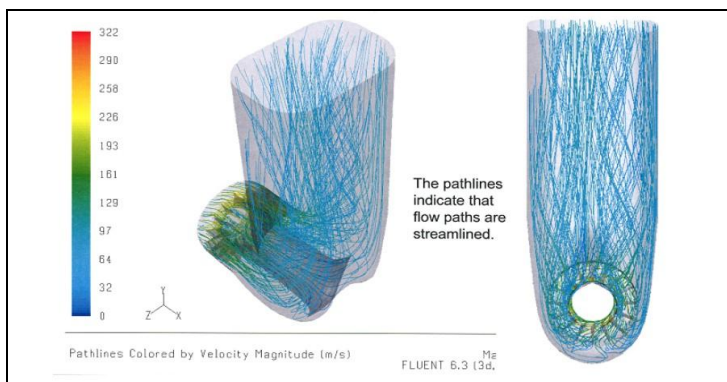 322
290
258
226
193
161
129
97
64
32
0
The pathlines
indicate that
flow paths are
streamlined.
Y
Z
X
Pathlines Colored by Velocity Magnitude (m/s)
Ma
FLUENT 6.3 (3d,